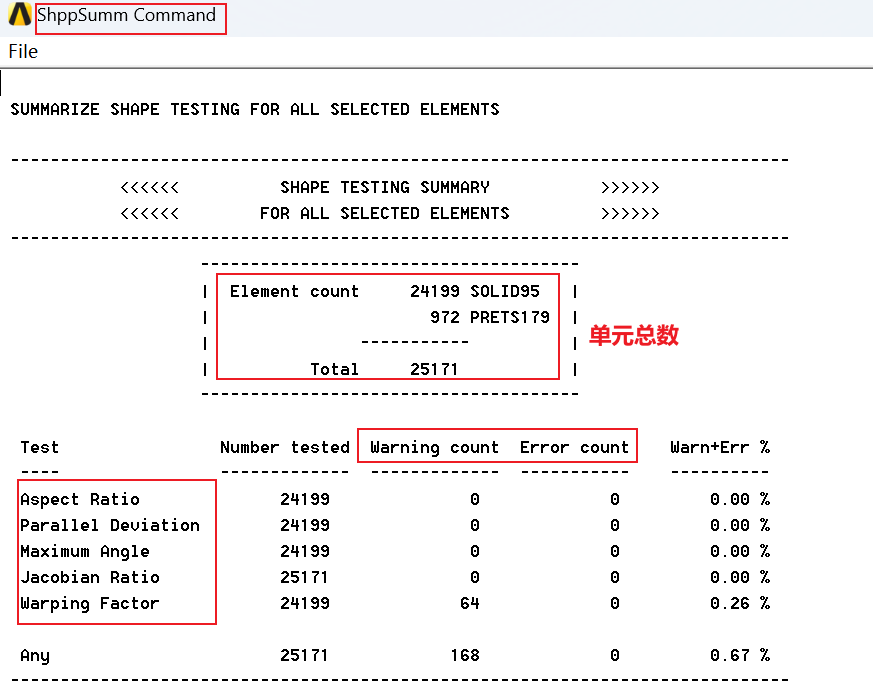 ShppSumm Command
File
SUMMARIZE SHAPE TESTING FOR ALL SELECTED ELEMENTS
------------------------------------------------------------------------------
<<<<<< SHAPE TESTING SUMMARY >>>>>>
<<<<<< FOR ALL SELECTED ELEMENTS >>>>>>
------------------------------------------------------------------------------
--------------------------------------
| Element count 24199 SOLID95 |
| 972 PRETS179 |
| ----------- | 单元总数
| Total 25171 |
--------------------------------------
Test Number tested Warning count Error count Warn+Err %
---- ------------- ------------- ----------- ----------
Aspect Ratio 24199 0 0 0.00 %
Parallel Deviation 24199 0 0 0.00 %
Maximum Angle 24199 0 0 0.00 %
Jacobian Ratio 25171 0 0 0.00 %
Warping Factor 24199 64 0 0.26 %
Any 25171 168 0 0.67 %
------------------------------------------------------------------------------